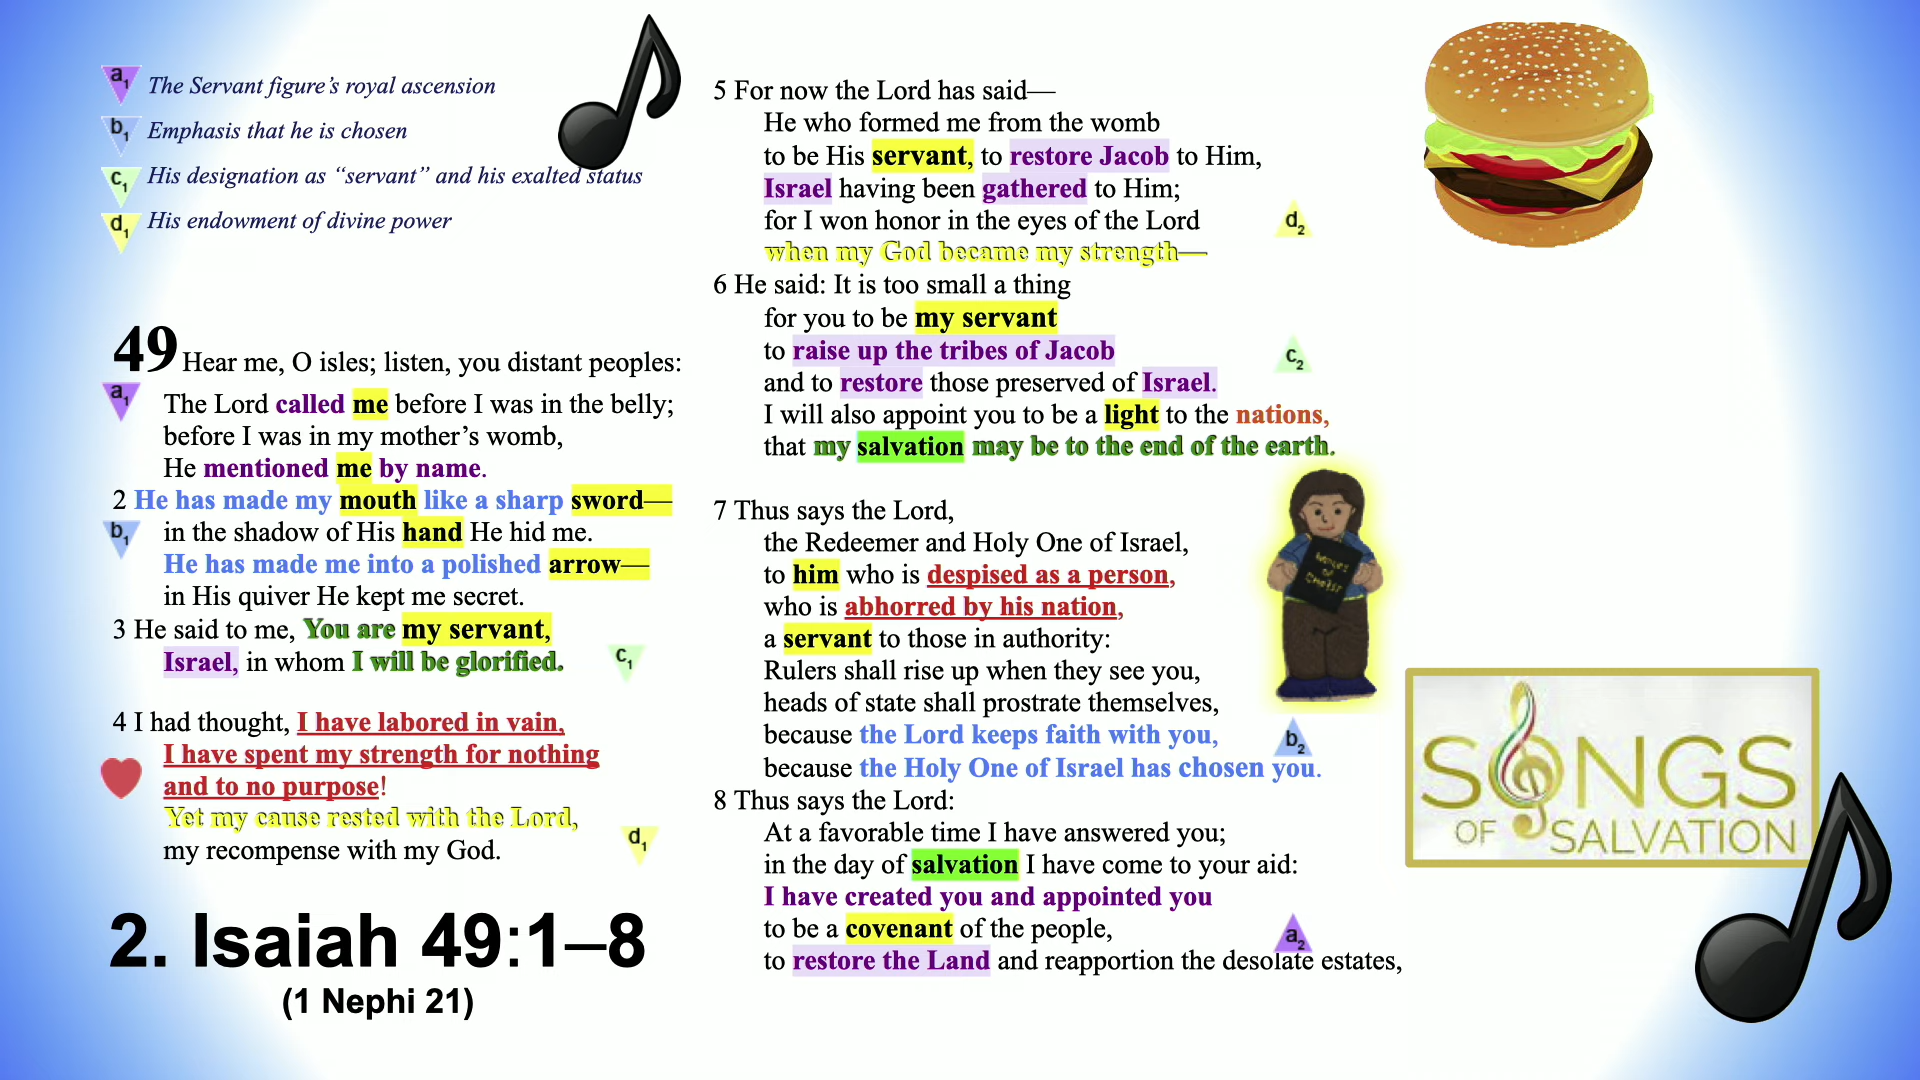 a1 The Servant figure’s royal ascension
b1 Emphasis that he is chosen
c1 His designation as “servant” and his exalted status
d1 His endowment of divine power
49 Hear me, O isles; listen, you distant peoples:
a1
The Lord called me before I was in the belly;
before I was in my mother’s womb,
He mentioned me by name.
2 He has made my mouth like a sharp sword—
b1
in the shadow of His hand He hid me.
He has made me into a polished arrow—
in His quiver He kept me secret.
3 He said to me, You are my servant,
Israel, in whom I will be glorified.
c1
4 I had thought, I have labored in vain,
I have spent my strength for nothing
and to no purpose!
Yet my cause rested with the Lord,
d1
my recompense with my God.
2. Isaiah 49:1–8
(1 Nephi 21)
5 For now the Lord has said—
He who formed me from the womb
to be His servant, to restore Jacob to Him,
Israel having been gathered to Him;
for I won honor in the eyes of the Lord
d2
when my God became my strength—
6 He said: It is too small a thing
for you to be my servant
to raise up the tribes of Jacob
c2
and to restore those preserved of Israel.
I will also appoint you to be a light to the nations,
that my salvation may be to the end of the earth.
7 Thus says the Lord,
the Redeemer and Holy One of Israel,
to him who is despised as a person,
who is abhorred by his nation,
a servant to those in authority:
Rulers shall rise up when they see you,
heads of state shall prostrate themselves,
because the Lord keeps faith with you,
b2
because the Holy One of Israel has chosen you.
8 Thus says the Lord:
At a favorable time I have answered you;
in the day of salvation I have come to your aid:
I have created you and appointed you
to be a covenant of the people,
a2
to restore the Land and reapportion the desolate estates,
SONGS
OF SALVATION